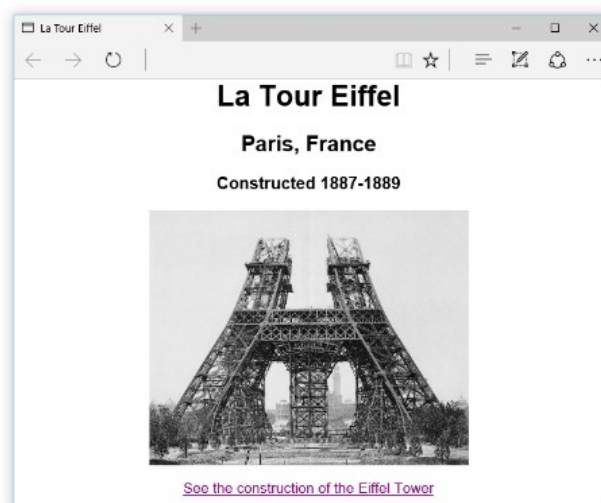 La Tour Eiffel
La Tour Eiffel
Paris, France
Constructed 1887-1889
See the construction of the Eiffel Tower